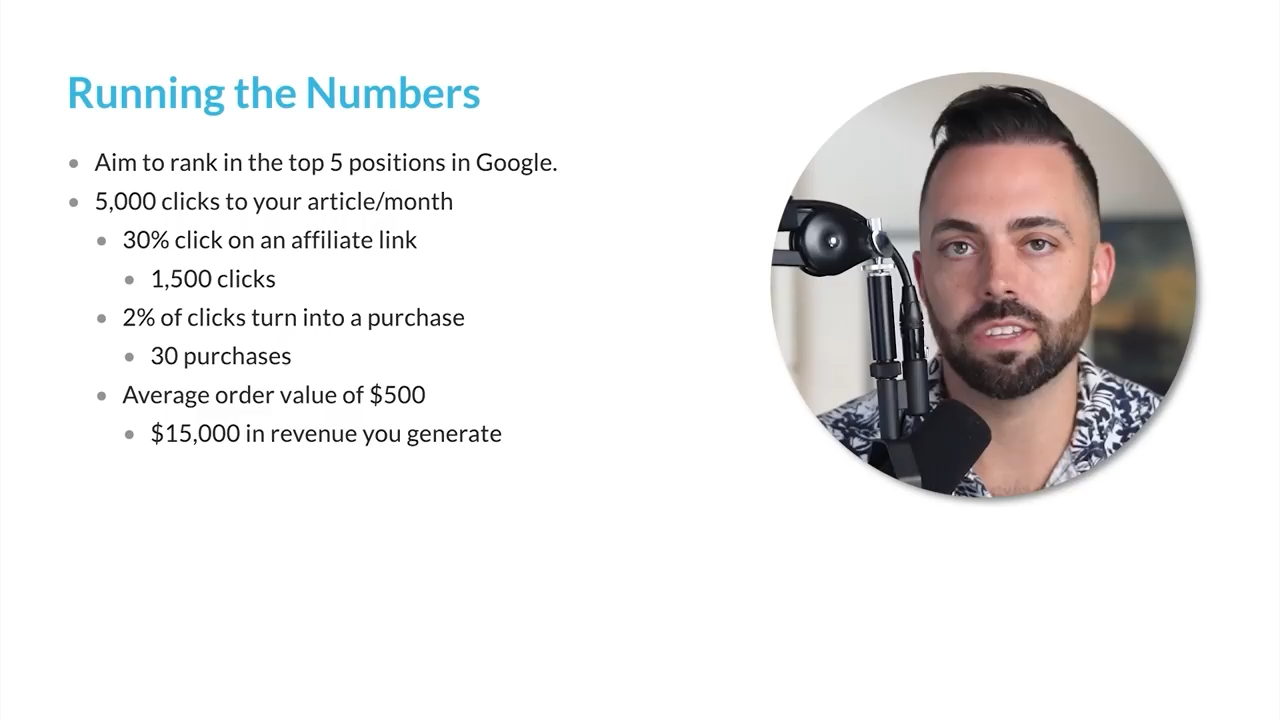 Running the Numbers
Aim to rank in the top 5 positions in Google.
5,000 clicks to your article/month
30% click on an affiliate link
1,500 clicks
2% of clicks turn into a purchase
30 purchases
Average order value of $500
$15,000 in revenue you generate